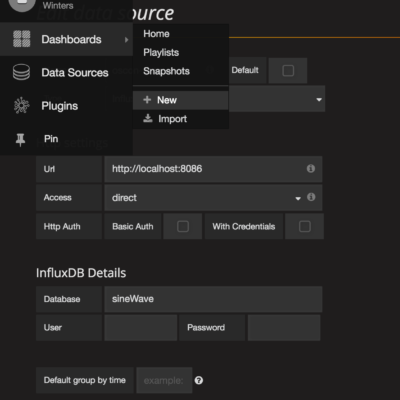 Winters
data source
Dashboards
Home
Playlists
Snapshots
New
Import
Data Sources
Plugins
Pin
Default
Url
http://localhost:8086
Access
direct
Http Auth
Basic Auth
With Credentials
InfluxDB Details
Database
sineWave
User
Password
Default group by time
example: